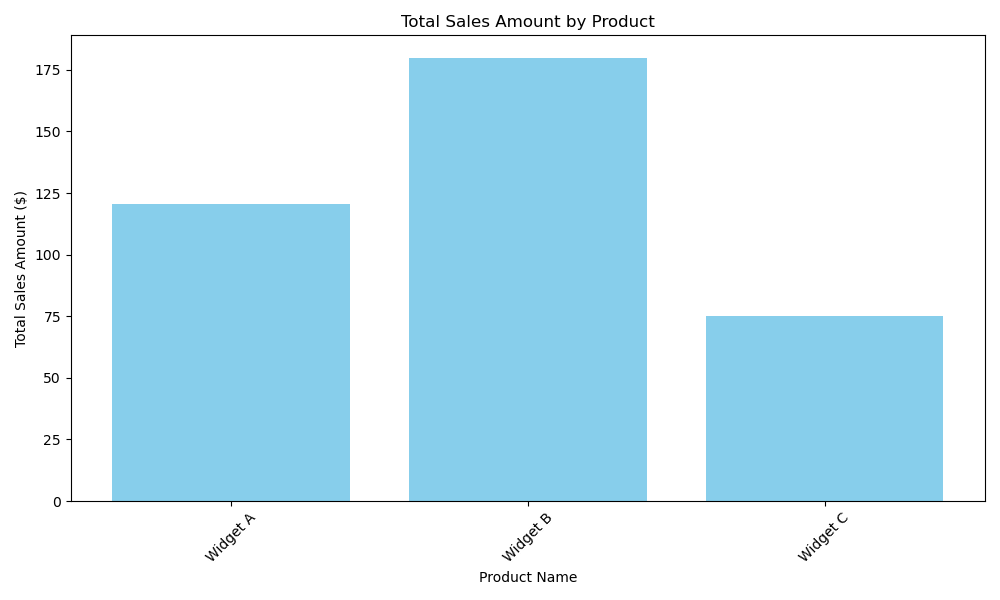 Total Sales Amount by Product
Total Sales Amount ($)
175
150
125
100
75
50
25
0
Widget A
Widget B
Widget C
Product Name